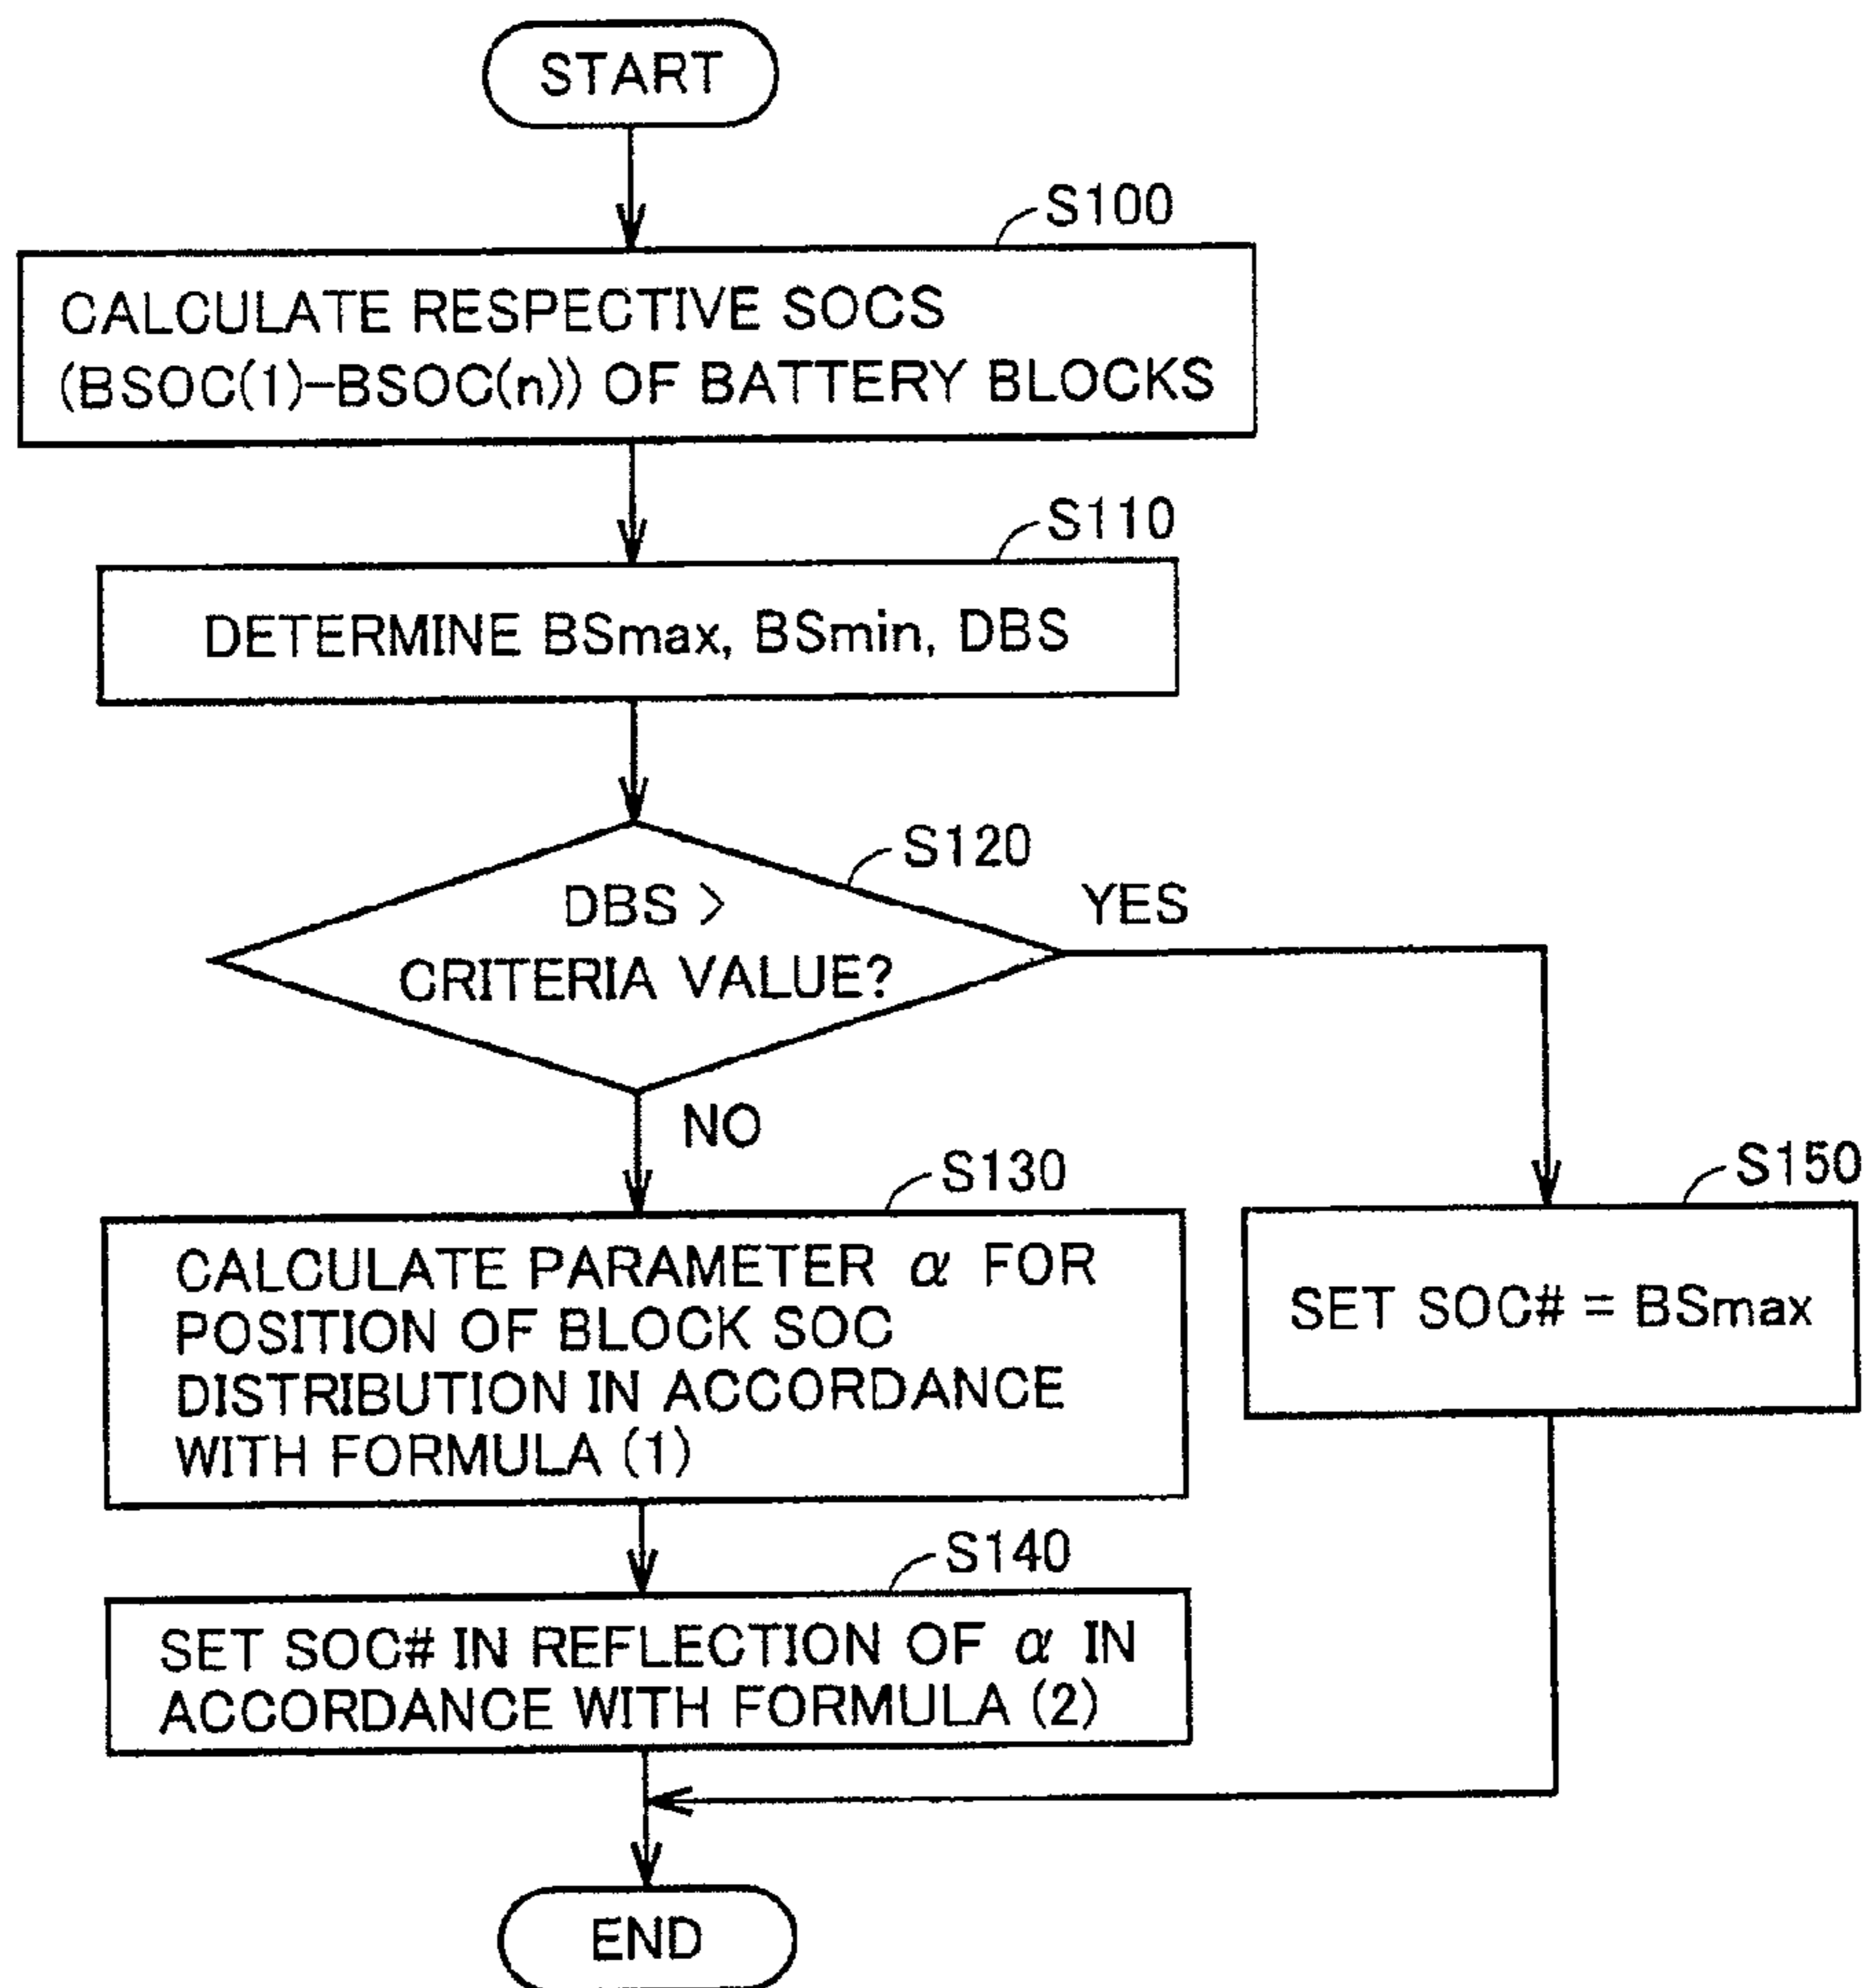 START
S100
CALCULATE RESPECTIVE SOCS
(BSOC(1)-BSOC(n)) OF BATTERY BLOCKS
S110
DETERMINE BSmax, BSmin, DBS
S120
DBS >
CRITERIA VALUE?
YES
NO
S130
CALCULATE PARAMETER α FOR
POSITION OF BLOCK SOC
DISTRIBUTION IN ACCORDANCE
WITH FORMULA (1)
S150
SET SOC# = BSmax
S140
SET SOC# IN REFLECTION OF α IN
ACCORDANCE WITH FORMULA (2)
END